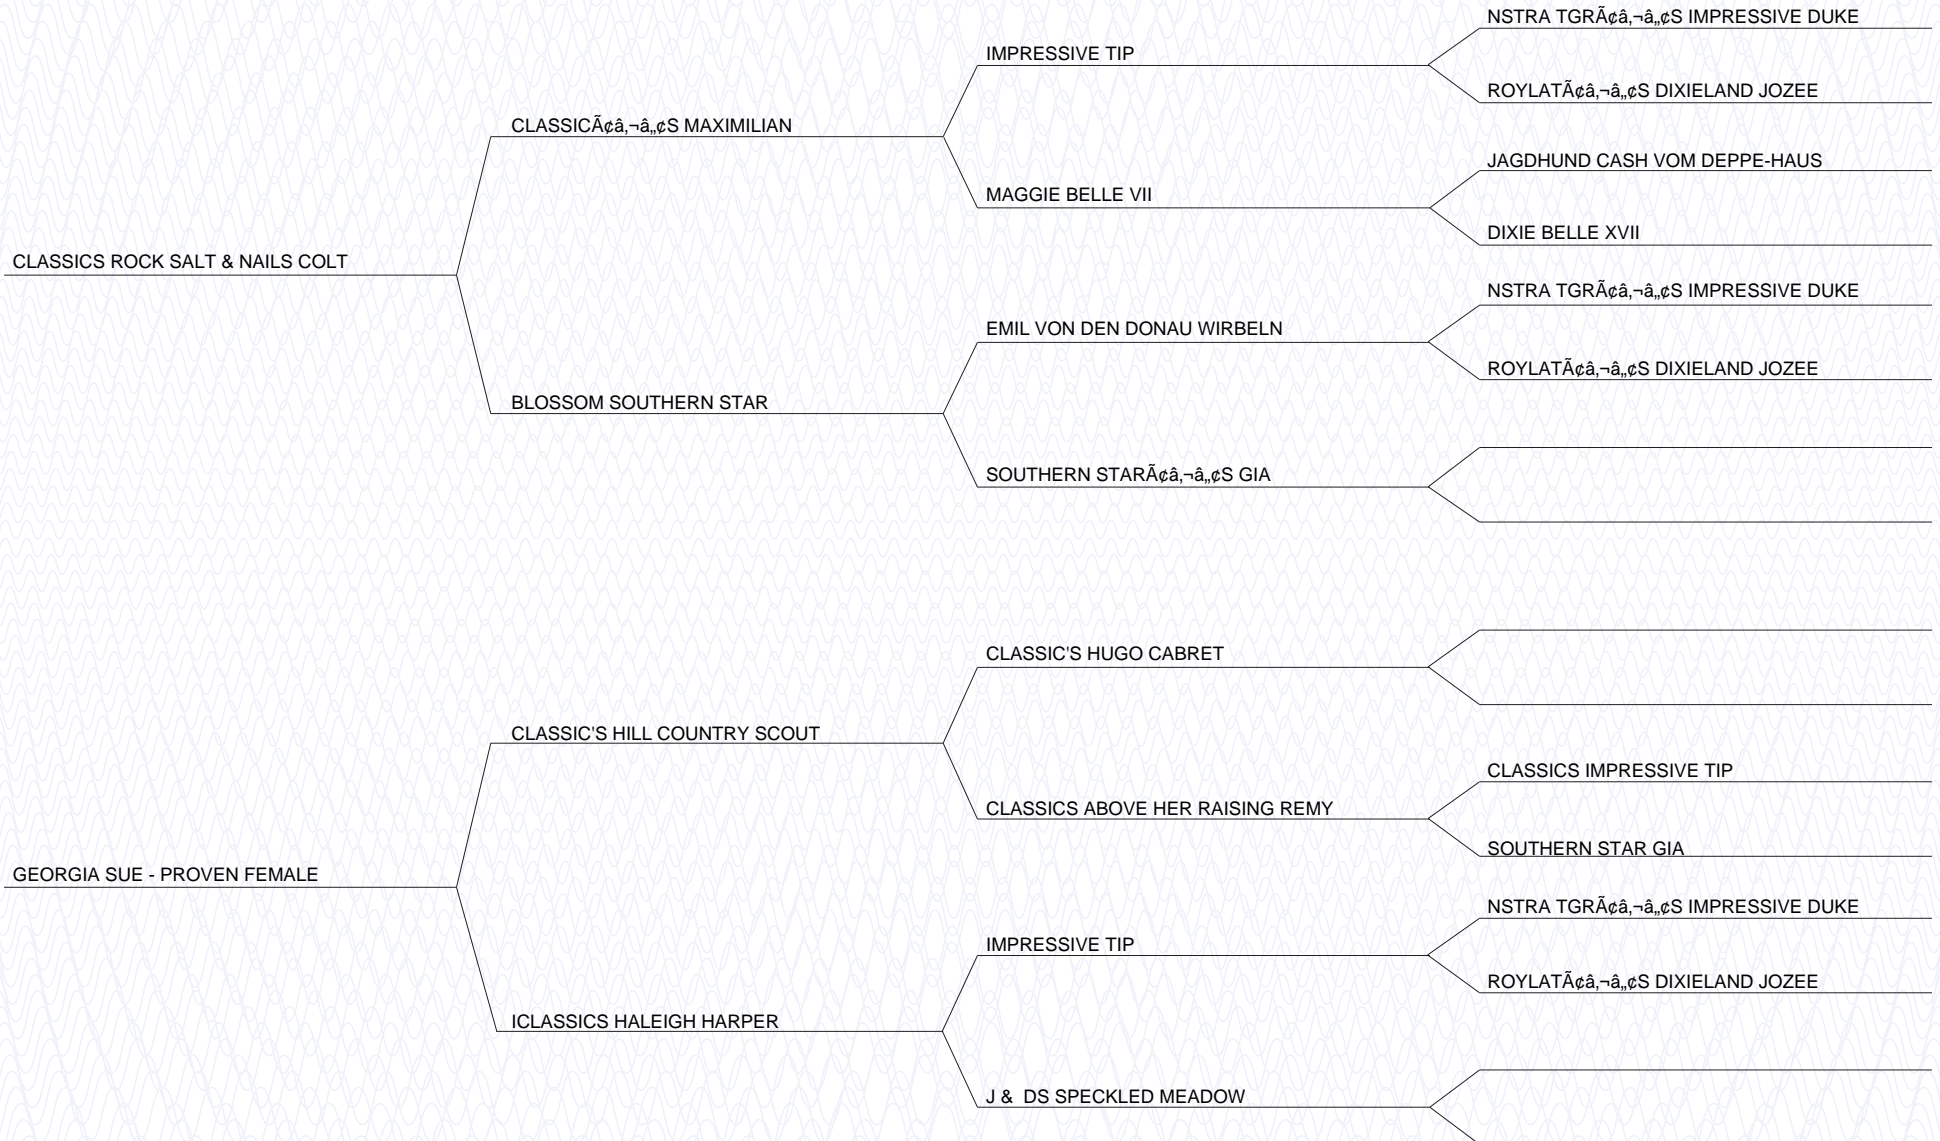 NSTRA TGRÃ¢â‚¬â„¢S IMPRESSIVE DUKE
IMPRESSIVE TIP
ROYLATÃ¢â‚¬â„¢S DIXIELAND JOZEE
CLASSICÃ¢â‚¬â„¢S MAXIMILIAN
JAGDHUND CASH VOM DEPPE-HAUS
MAGGIE BELLE VII
DIXIE BELLE XVII
CLASSICS ROCK SALT & NAILS COLT
NSTRA TGRÃ¢â‚¬â„¢S IMPRESSIVE DUKE
EMIL VON DEN DONAU WIRBELN
ROYLATÃ¢â‚¬â„¢S DIXIELAND JOZEE
BLOSSOM SOUTHERN STAR
SOUTHERN STARÃ¢â‚¬â„¢S GIA
CLASSIC'S HUGO CABRET
CLASSIC'S HILL COUNTRY SCOUT
CLASSICS IMPRESSIVE TIP
CLASSICS ABOVE HER RAISING REMY
SOUTHERN STAR GIA
GEORGIA SUE - PROVEN FEMALE
NSTRA TGRÃ¢â‚¬â„¢S IMPRESSIVE DUKE
IMPRESSIVE TIP
ROYLATÃ¢â‚¬â„¢S DIXIELAND JOZEE
ICLASSICS HALEIGH HARPER
J &  DS SPECKLED MEADOW